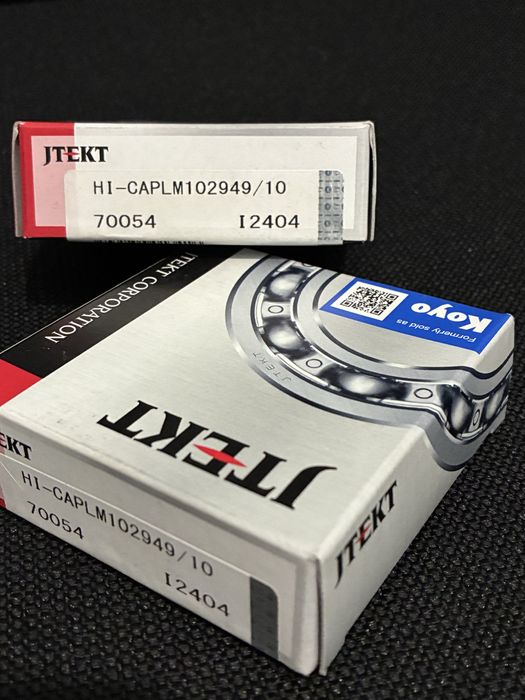 JTEKT
HI-CAPLM102949/10
70054 I2404
JTEKT CORPORATION
Formerly sold as
Koyo
JTEKT
JTEKT
JTEKT
JTEKT
HI-CAPLM102949/10
70054 I2404